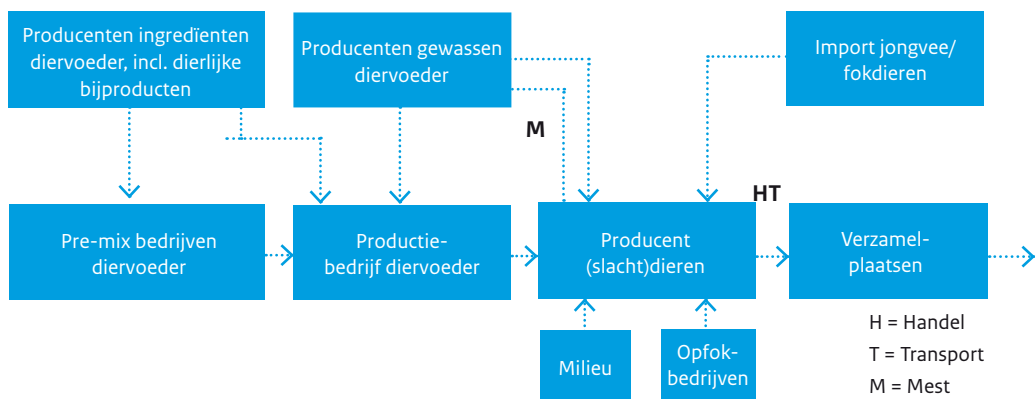 Producenten ingredïenten
diervoeder, incl. dierlijke
bijproducten
Producenten gewassen
diervoeder
Import jongvee/
fokdieren
M
HT
Pre-mix bedrijven
diervoeder
Productie-
bedrijf diervoeder
Producent
(slacht)dieren
Verzamel-
plaatsen
Milieu
Opfok-
bedrijven
H = Handel
T = Transport
M = Mest